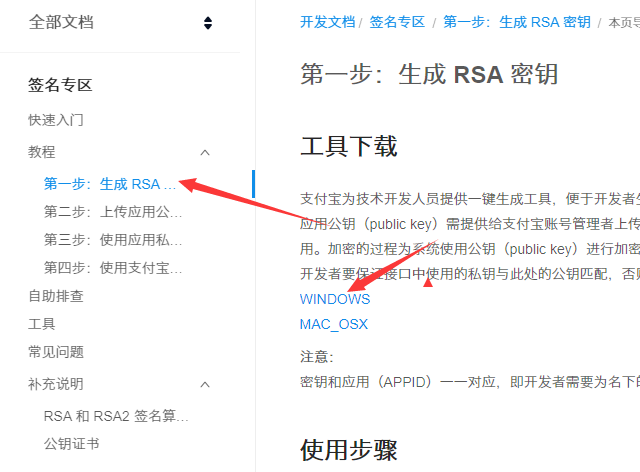 全部文档
签名专区
快速入门
教程
第一步：生成 RSA ...
第二步：上传应用公...
第三步：使用应用私...
第四步：使用支付宝...
自助排查
工具
常见问题
补充说明
RSA 和 RSA2 签名算...
公钥证书
开发文档 / 签名专区 / 第一步：生成 RSA 密钥 / 本页导
第一步：生成 RSA 密钥
工具下载
支付宝为技术开发人员提供一键生成工具，便于开发者生
应用公钥（public key）需提供给支付宝账号管理者上传
用。加密的过程为系统使用公钥（public key）进行加密
开发者要保证接口中使用的私钥与此处的公钥匹配，否则
WINDOWS
MAC_OSX
注意：
密钥和应用（APPID）一一对应，即开发者需要为名下的
使用步骤